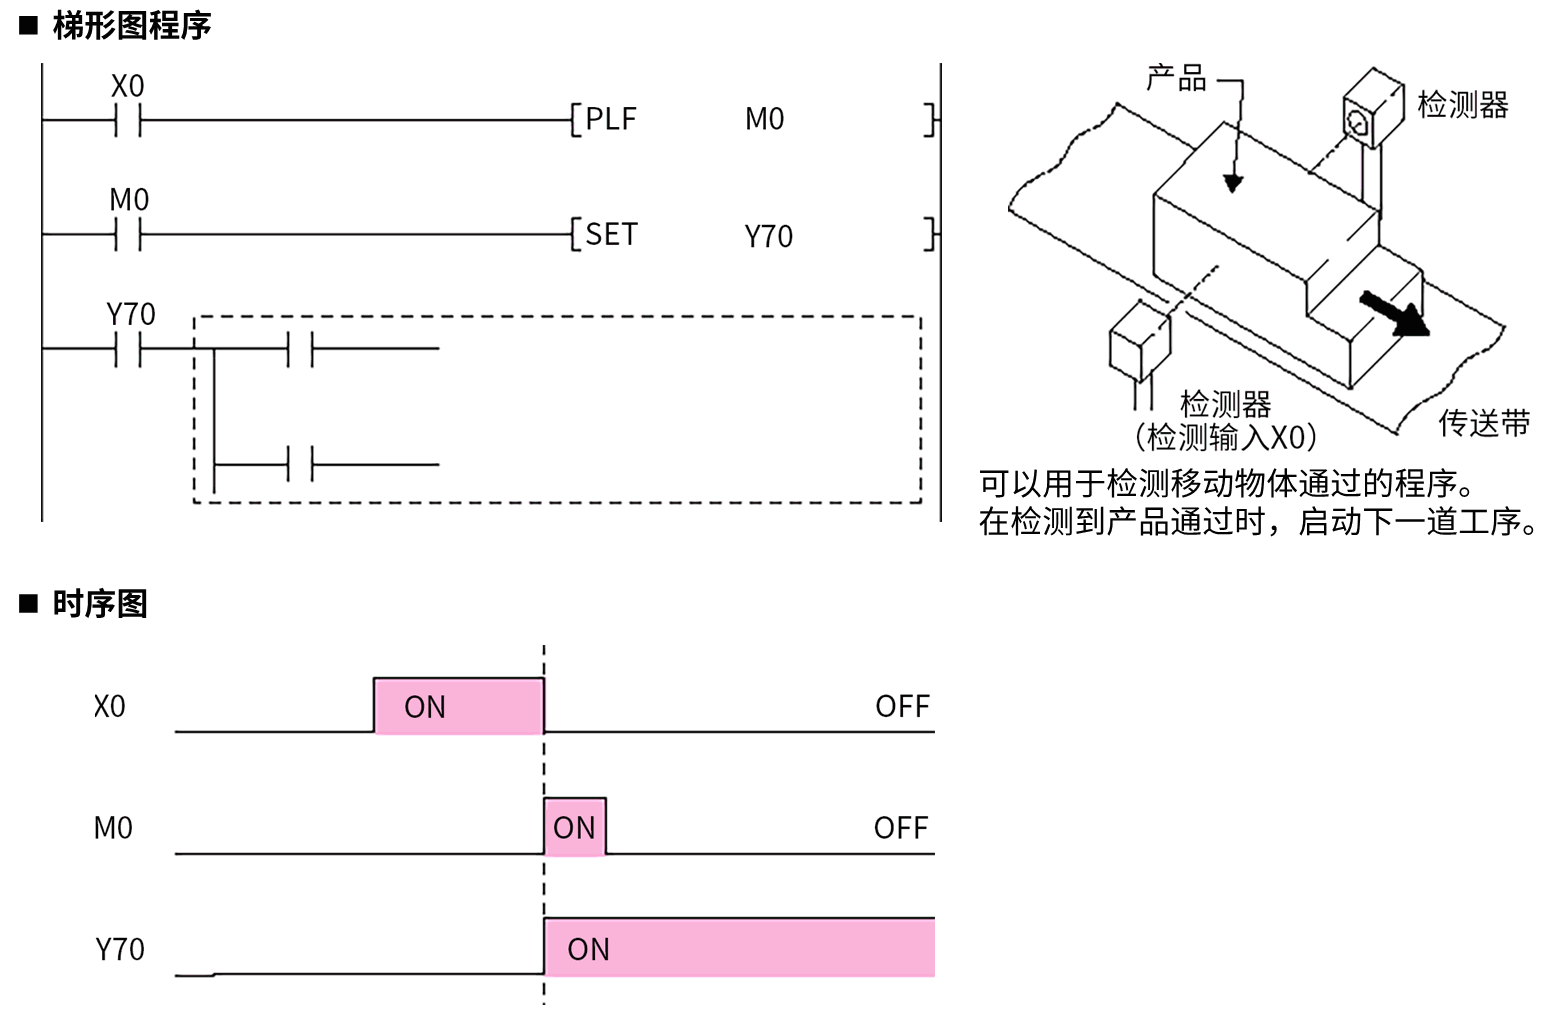 ■ 梯形图程序
X0
PLF M0
M0
SET Y70
Y70
产品
检测器
检测器
（检测输入X0）
传送带
可以用于检测移动物体通过的程序。
在检测到产品通过时，启动下一道工序。
■ 时序图
X0 ON OFF
M0 ON OFF
Y70 ON